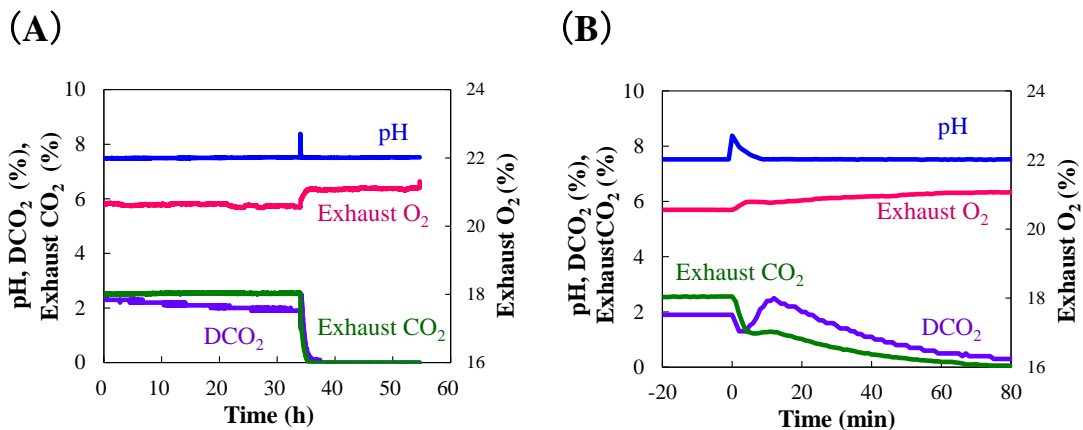 (A)
10
8
6
4
2
0
24
22
20
18
16
0
10
20
30
40
50
60
pH
Exhaust O2
DCO2
Exhaust CO2
pH, DCO2 (%),
Exhaust CO2 (%)
Exhaust O2 (%)
Time (h)
(B)
10
8
6
4
2
0
24
22
20
18
16
-20
0
20
40
60
80
pH
Exhaust O2
Exhaust CO2
DCO2
pH, DCO2 (%),
ExhaustCO2 (%)
Exhaust O2 (%)
Time (min)